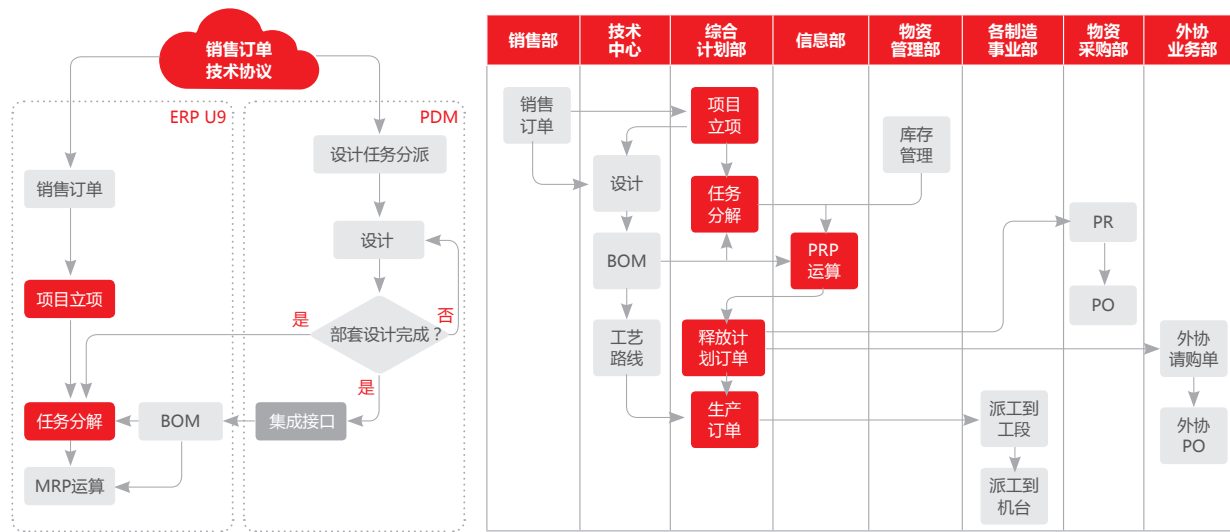 销售订单
技术协议
ERP U9
PDM
设计任务分派
销售订单
设计
项目立项
是
否
部套设计完成？
是
任务分解
BOM
集成接口
MRP运算
销售部
技术
中心
综合
计划部
信息部
物资
管理部
各制造
事业部
物资
采购部
外协
业务部
销售
订单
项目
立项
库存
管理
设计
任务
分解
BOM
PRP
运算
PR
PO
工艺
路线
释放计
划订单
外协
请购单
生产
订单
派工到
工段
外协
PO
派工到
机台